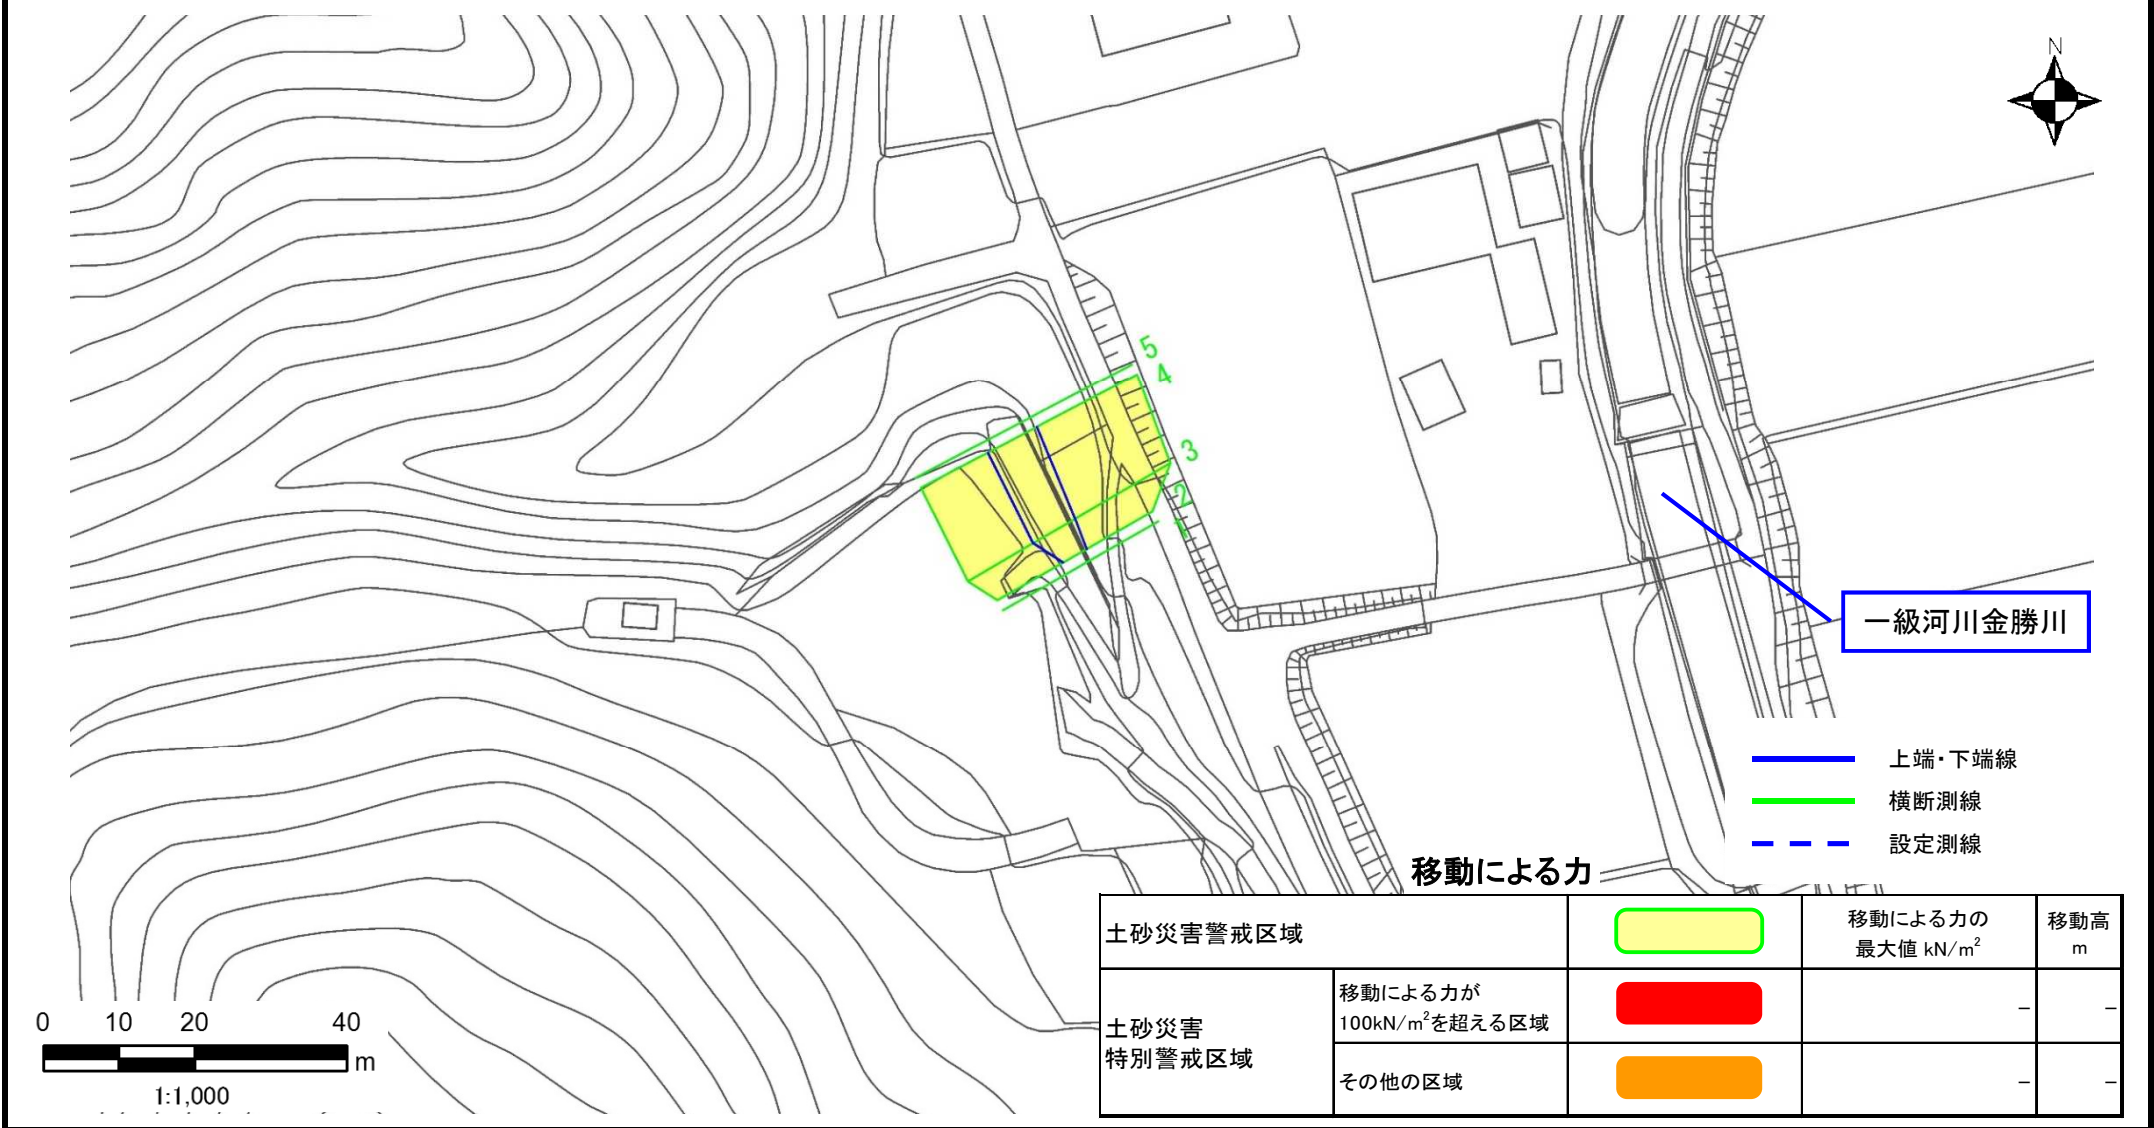 N
5
4
3
2
1
一級河川金勝川
上端・下端線
横断測線
設定測線
移動による力
土砂災害警戒区域
移動による力の
最大値 kN/m²
移動高
m
土砂災害
特別警戒区域
移動による力が
100kN/m²を超える区域
–
–
その他の区域
–
–
0 10 20 40
m
1:1,000